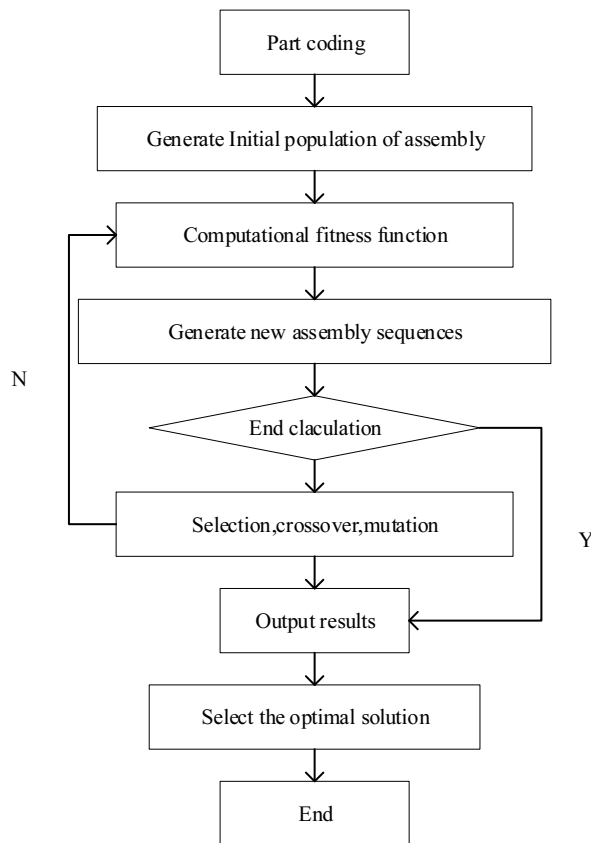 Part coding
Generate Initial population of assembly
Computational fitness function
Generate new assembly sequences
N
End claculation
Selection,crossover,mutation
Y
Output results
Select the optimal solution
End